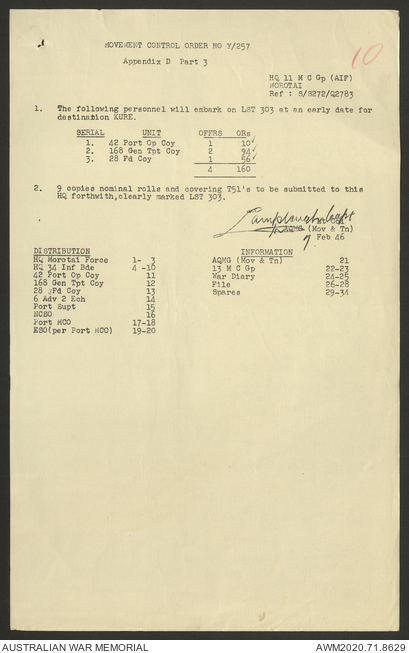 MOVEMENT CONTROL ORDER NO Y/257
10
Appendix D Part 3
HQ 11 M C Gp (AIF)
MOROTAI
Ref : S/8272/Q2783
1. The following personnel will embark on LST 303 at an early date for
destination KURE.
SERIAL UNIT OFFRS ORs
1. 42 Port Op Coy 1 10
2. 168 Gen Tpt Coy 2 94
3. 28 Fd Coy 1 56
4 160
2. 9 copies nominal rolls and covering T51's to be submitted to this
HQ forthwith,clearly marked LST 303.
AQMG (Mov & Tn)
7 Feb 46
DISTRIBUTION
HQ Morotai Force 1- 3
HQ 34 Inf Bde 4 -10
42 Port Op Coy 11
168 Gen Tpt Coy 12
28 Fd Coy 13
6 Adv 2 Ech 14
Port Supt 15
NCSO 16
Port MCO 17-18
ESO(per Port MCO) 19-20
INFORMATION
AQMG (Mov & Tn) 21
13 M C Gp 22-23
War Diary 24-25
File 26-28
Spares 29-34
AUSTRALIAN WAR MEMORIAL
AWM2020.71.8629